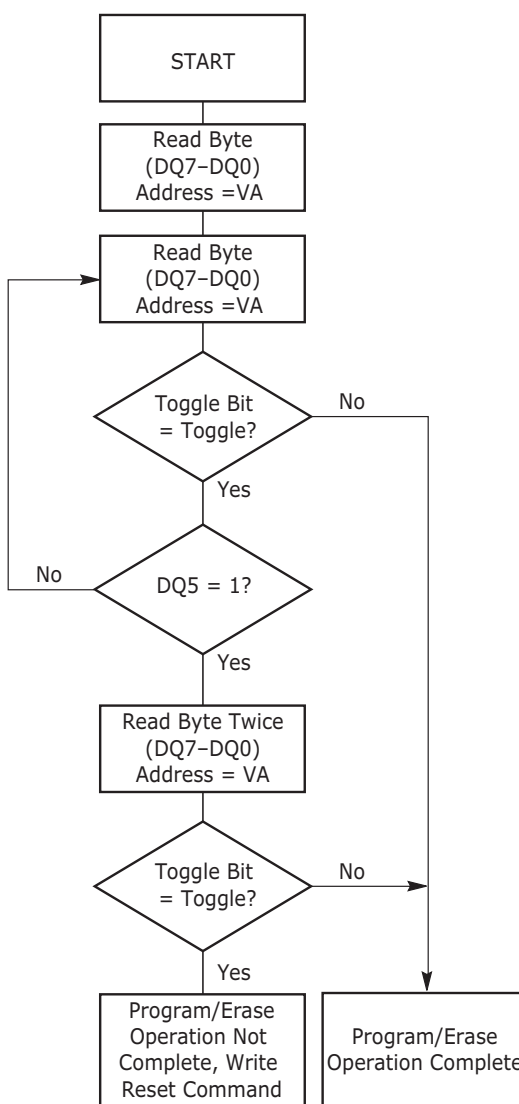 START
Read Byte
(DQ7–DQ0)
Address =VA
Read Byte
(DQ7–DQ0)
Address =VA
Toggle Bit
= Toggle?
No
Yes
No
DQ5 = 1?
Yes
Read Byte Twice
(DQ7–DQ0)
Address = VA
Toggle Bit
= Toggle?
No
Yes
Program/Erase
Operation Not
Complete, Write
Reset Command
Program/Erase
Operation Complete